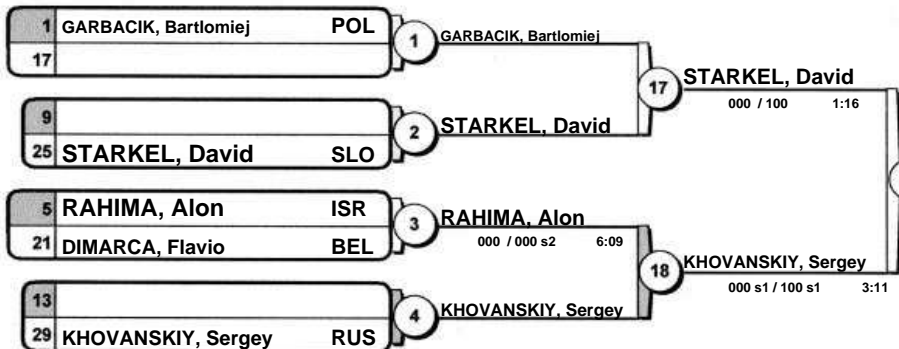 1 GARBACIK, Bartlomiej POL
17
1
GARBACIK, Bartlomiej
9
25 STARKEL, David SLO
2
STARKEL, David
17
STARKEL, David
000 / 100 1:16
5 RAHIMA, Alon ISR
21 DIMARCA, Flavio BEL
3
RAHIMA, Alon
000 / 000 s2 6:09
13
29 KHOVANSKIY, Sergey RUS
4
KHOVANSKIY, Sergey
18
KHOVANSKIY, Sergey
000 s1 / 100 s1 3:11